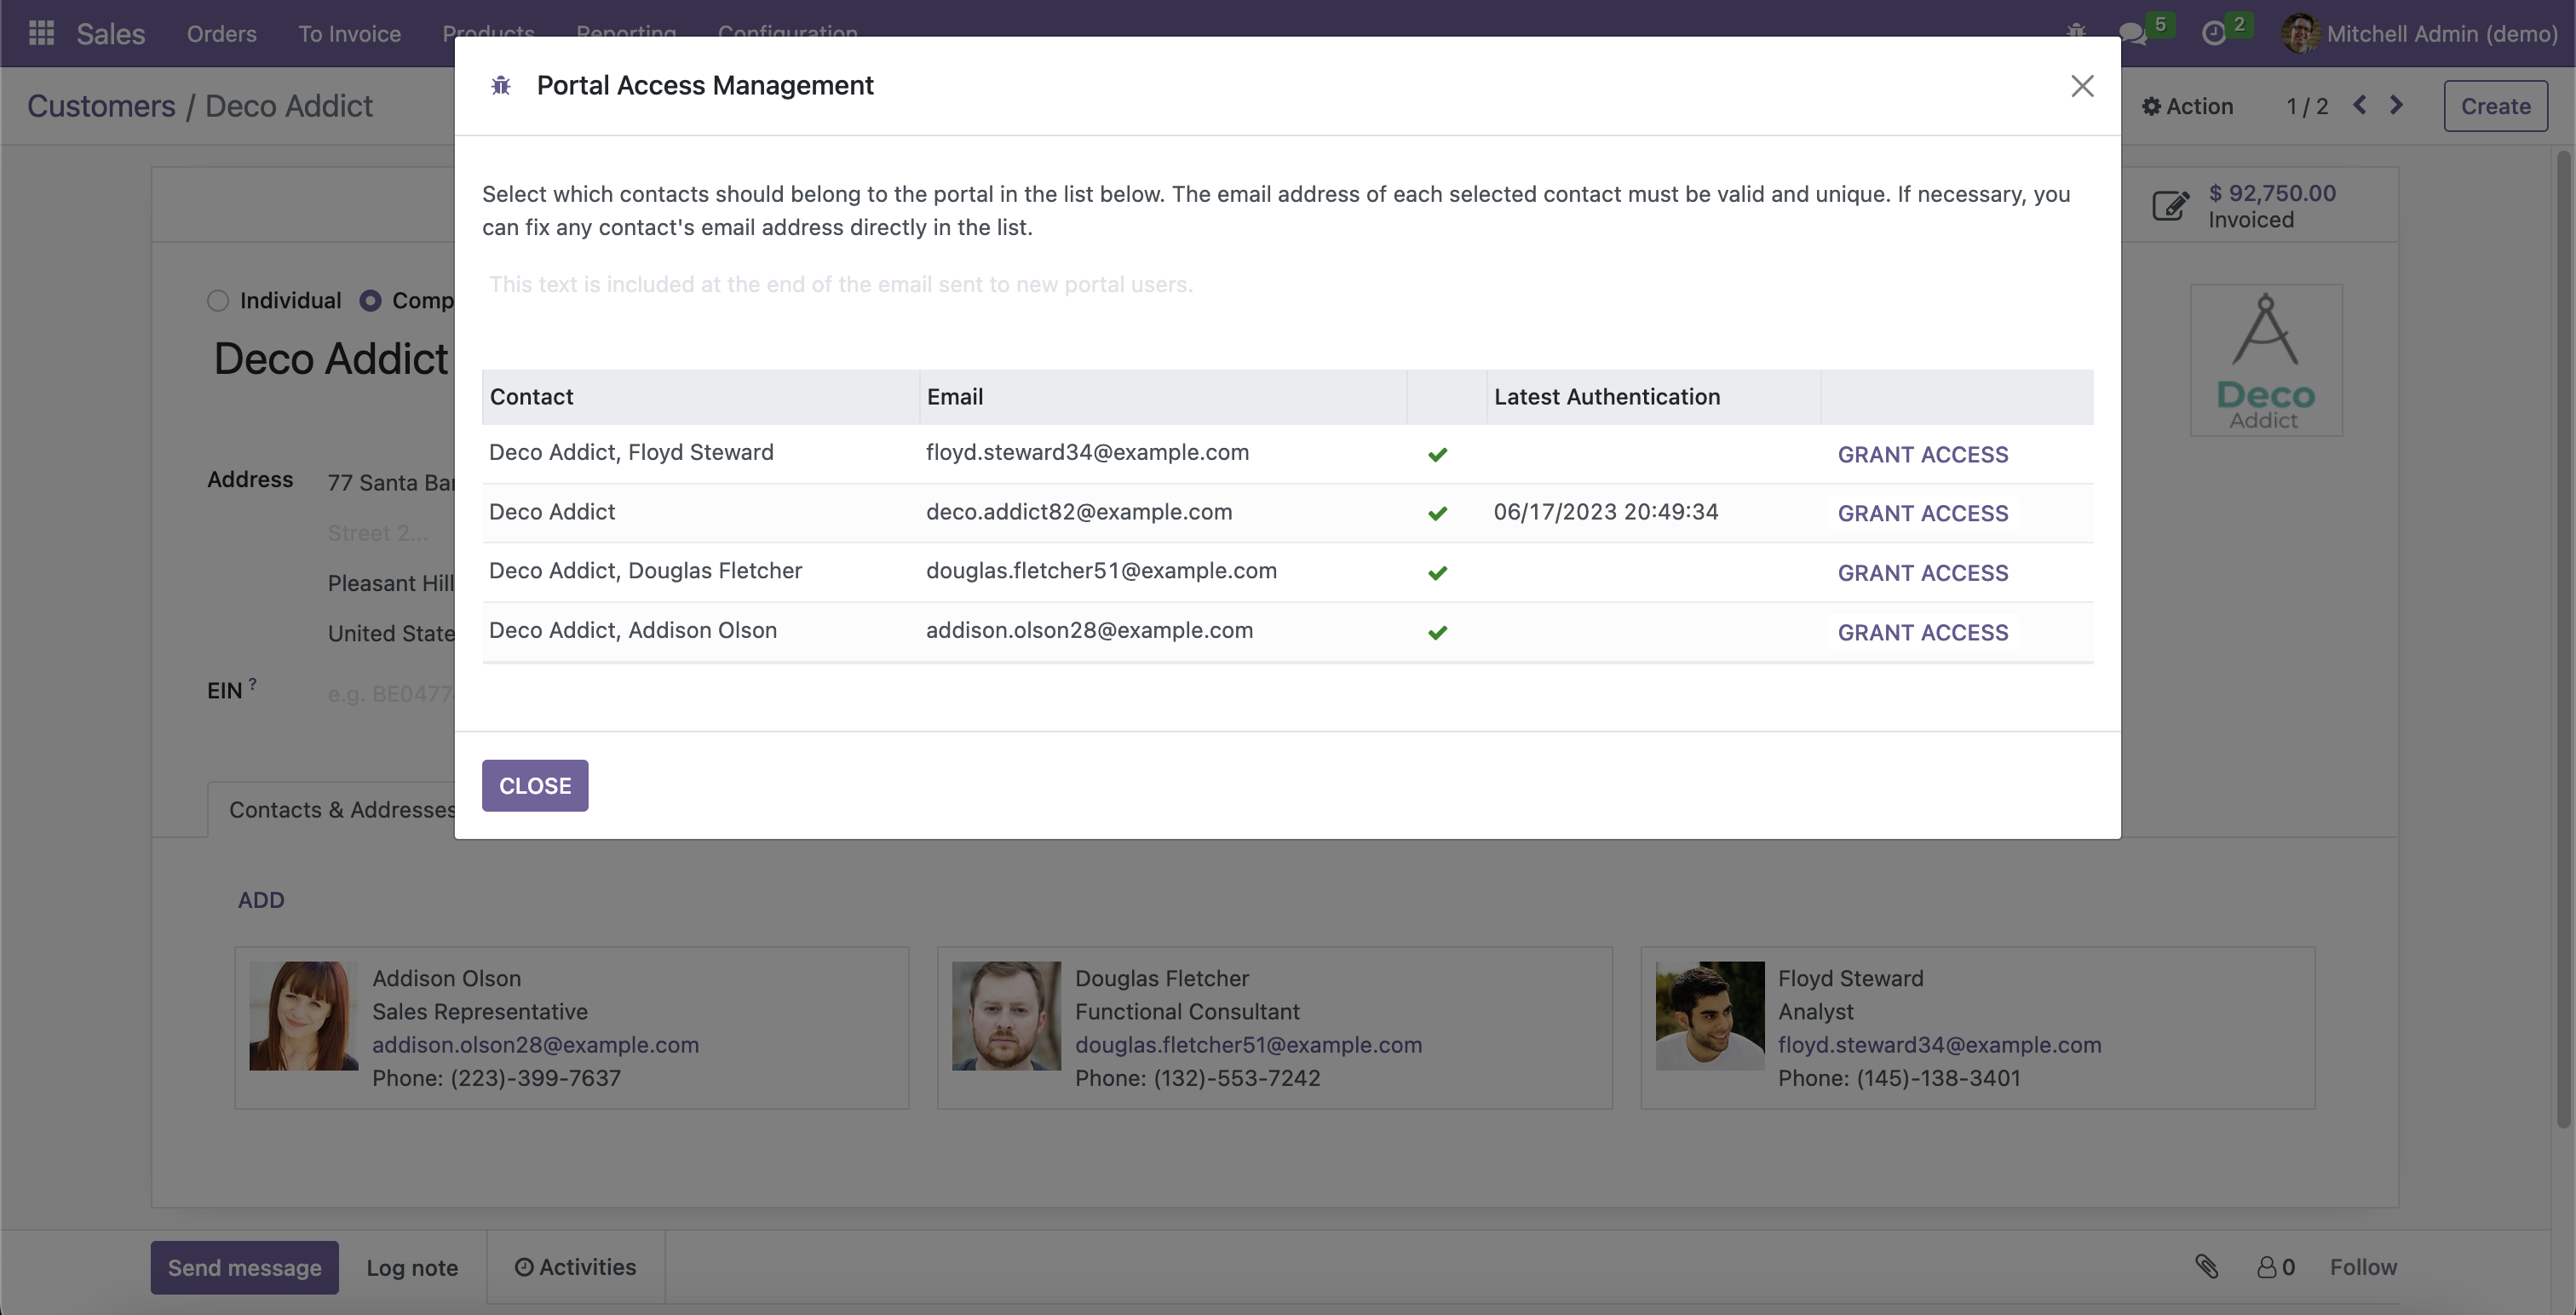 Sales Orders To Invoice Products Reporting Configuration 5 2 Mitchell Admin (demo)
Customers / Deco Addict
Action 1 / 2 Create
Portal Access Management
Select which contacts should belong to the portal in the list below. The email address of each selected contact must be valid and unique. If necessary, you
can fix any contact's email address directly in the list.
This text is included at the end of the email sent to new portal users.
Contact Email Latest Authentication
Deco Addict, Floyd Steward floyd.steward34@example.com GRANT ACCESS
Deco Addict deco.addict82@example.com 06/17/2023 20:49:34 GRANT ACCESS
Deco Addict, Douglas Fletcher douglas.fletcher51@example.com GRANT ACCESS
Deco Addict, Addison Olson addison.olson28@example.com GRANT ACCESS
CLOSE
$ 92,750.00
Invoiced
Individual Comp
Deco Addict
Deco
Addict
Address 77 Santa Bar
Street 2...
Pleasant Hill
United State
EIN ? e.g. BE0477
Contacts & Addresses
ADD
Addison Olson
Sales Representative
addison.olson28@example.com
Phone: (223)-399-7637
Douglas Fletcher
Functional Consultant
douglas.fletcher51@example.com
Phone: (132)-553-7242
Floyd Steward
Analyst
floyd.steward34@example.com
Phone: (145)-138-3401
Send message Log note Activities 0 Follow